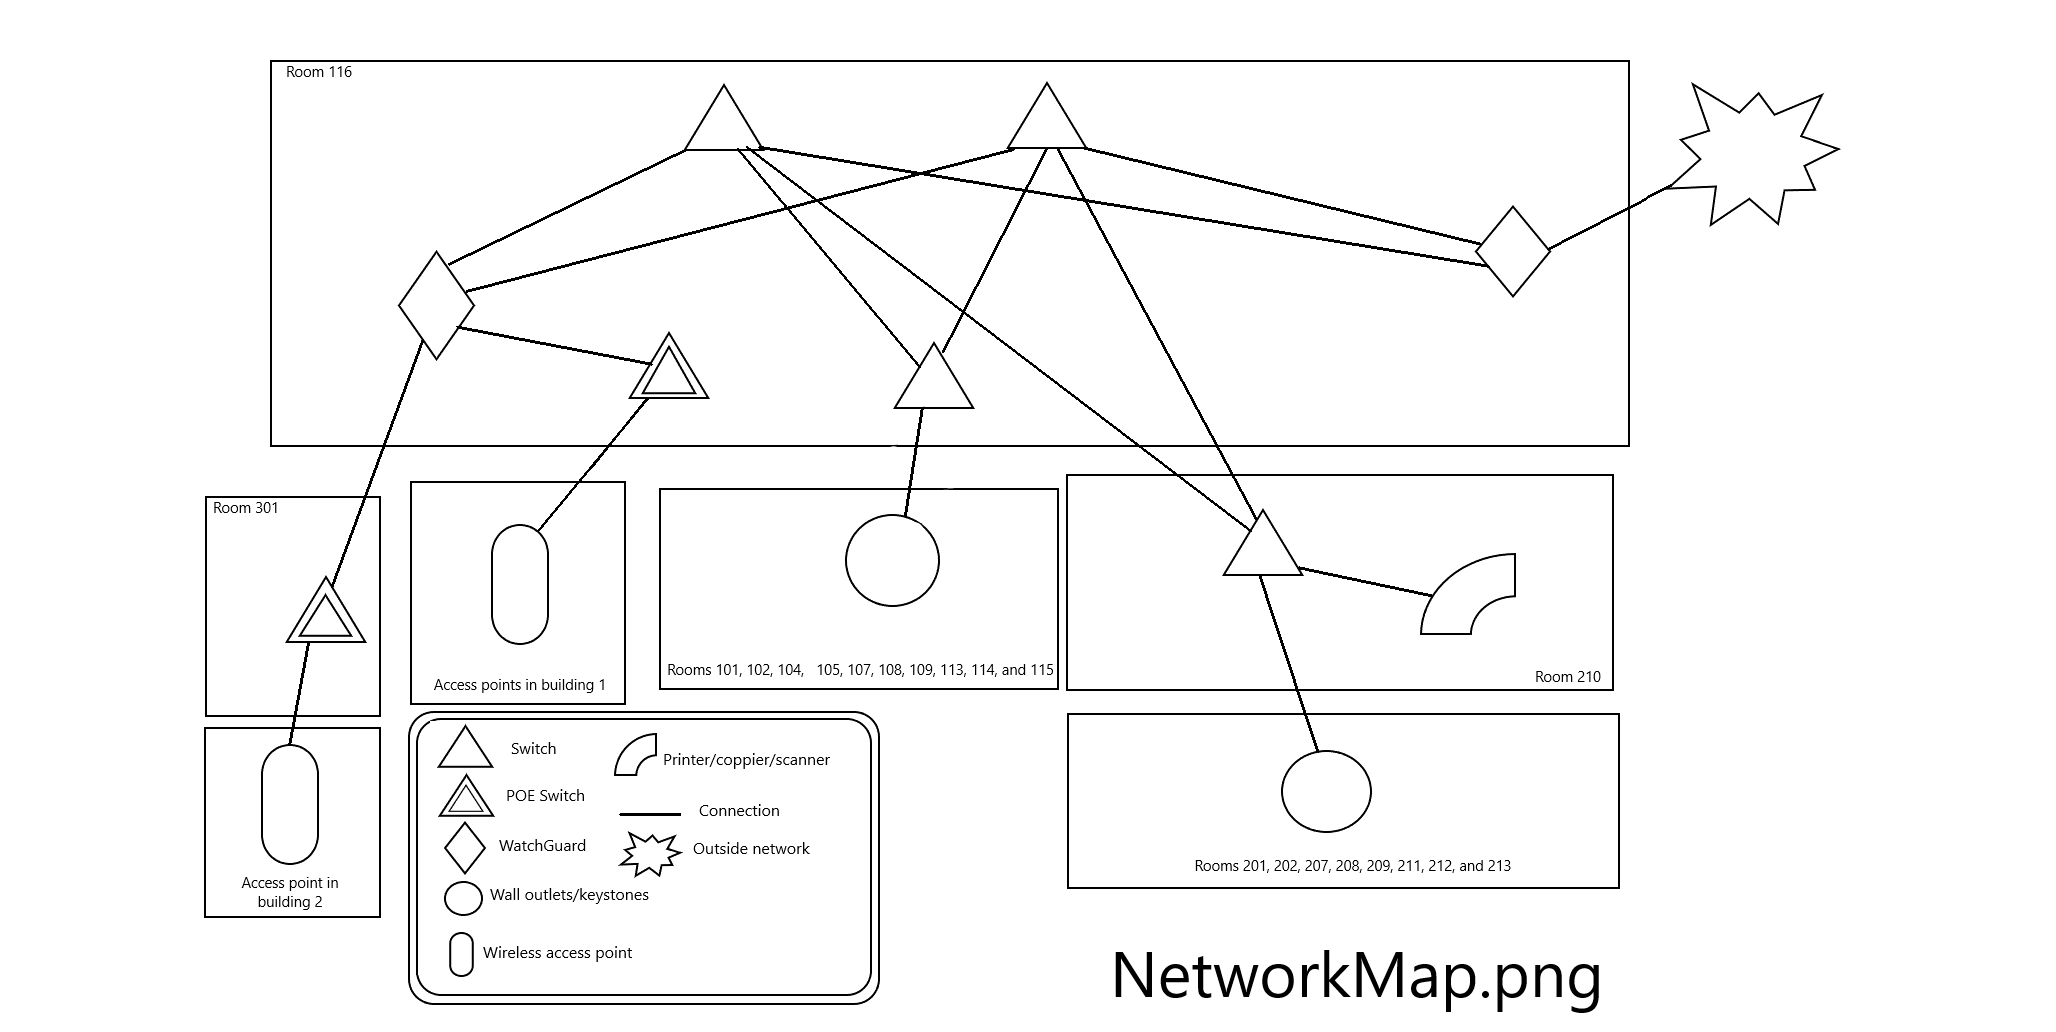 Room 116
Room 301
Access points in building 1
Rooms 101, 102, 104,   105, 107, 108, 109, 113, 114, and 115
Room 210
Access point in
building 2
Switch
POE Switch
WatchGuard
Wall outlets/keystones
Wireless access point
Printer/coppier/scanner
Connection
Outside network
Rooms 201, 202, 207, 208, 209, 211, 212, and 213
NetworkMap.png